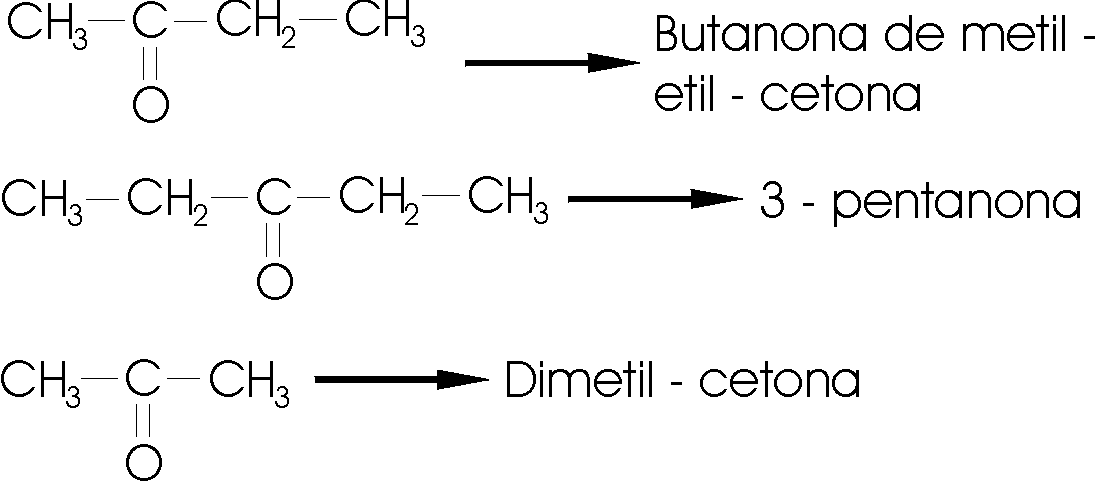 CH3—C—CH2—CH3
O
Butanona de metil -
etil - cetona
CH3—CH2—C—CH2—CH3
O
3 - pentanona
CH3—C—CH3
O
Dimetil - cetona